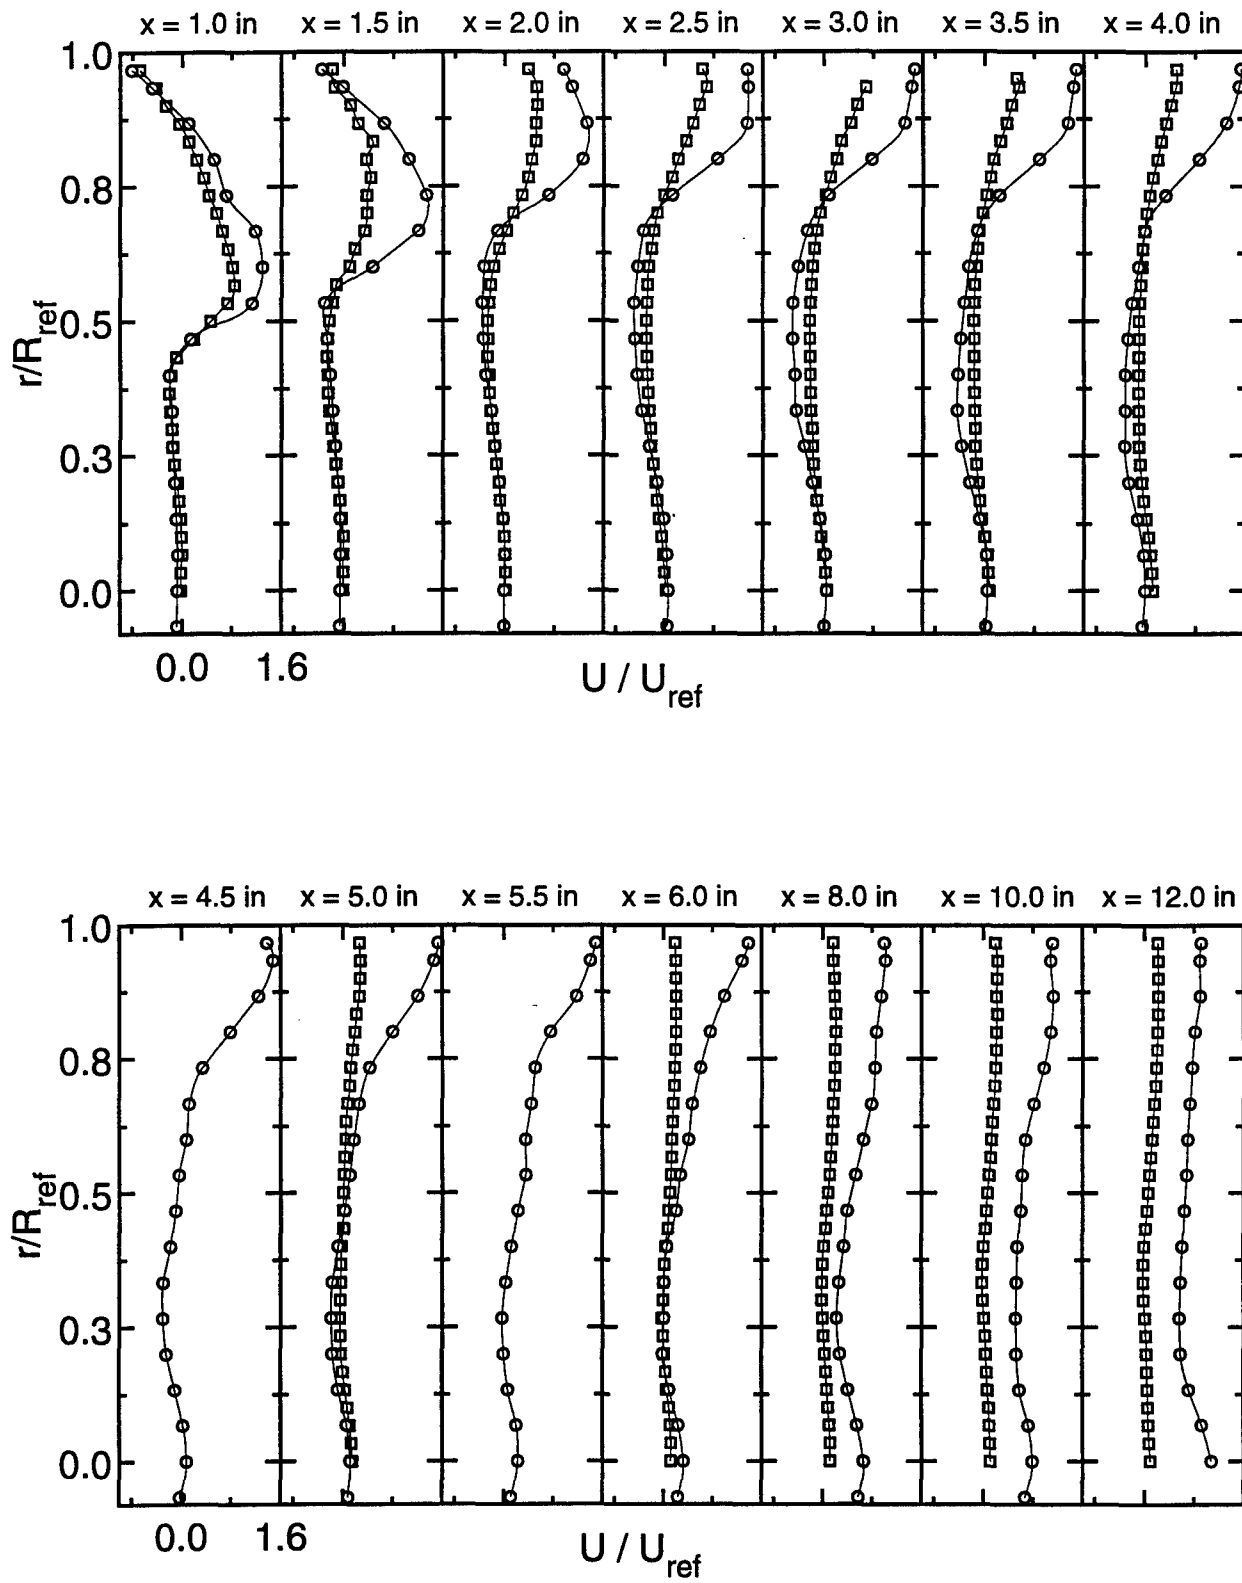 x = 1.0 in x = 1.5 in x = 2.0 in x = 2.5 in x = 3.0 in x = 3.5 in x = 4.0 in
1.0
0.8
0.5
0.3
0.0
r/R_ref
0.0 1.6 U / U_ref
x = 4.5 in x = 5.0 in x = 5.5 in x = 6.0 in x = 8.0 in x = 10.0 in x = 12.0 in
1.0
0.8
0.5
0.3
0.0
r/R_ref
0.0 1.6 U / U_ref